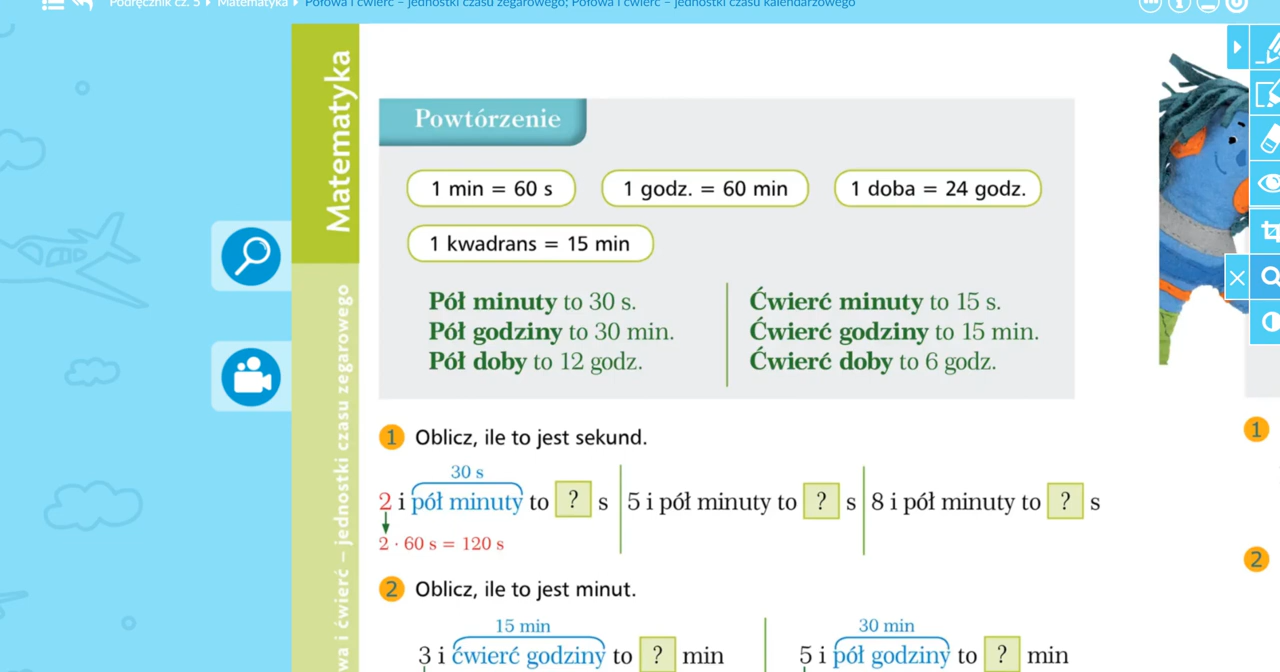 Podręcznik cz. 5 Matematyka Połowa i ćwierć – jednostki czasu zegarowego; Połowa i ćwierć – jednostki czasu kalendarzowego
Matematyka
wa i ćwierć – jednostki czasu zegarowego
Powtórzenie
1 min = 60 s
1 godz. = 60 min
1 doba = 24 godz.
1 kwadrans = 15 min
Pół minuty to 30 s.
Pół godziny to 30 min.
Pół doby to 12 godz.
Ćwierć minuty to 15 s.
Ćwierć godziny to 15 min.
Ćwierć doby to 6 godz.
1 Oblicz, ile to jest sekund.
30 s
2 i pół minuty to ? s
2 · 60 s = 120 s
5 i pół minuty to ? s
8 i pół minuty to ? s
2 Oblicz, ile to jest minut.
15 min
3 i ćwierć godziny to ? min
30 min
5 i pół godziny to ? min
1
2